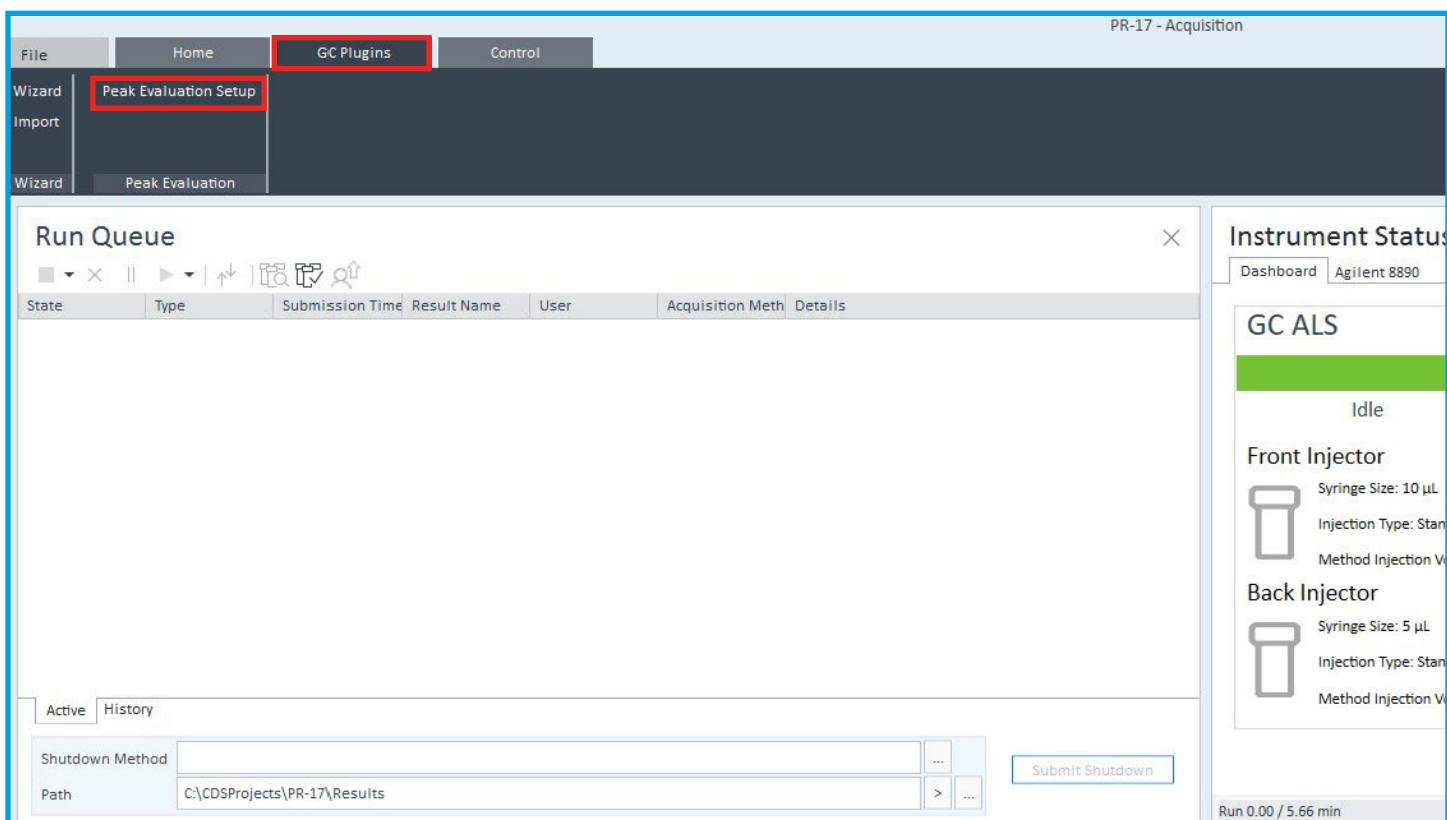 PR-17 - Acquisition
File Home GC Plugins Control
Wizard Peak Evaluation Setup
Import
Wizard Peak Evaluation
Run Queue
State Type Submission Time Result Name User Acquisition Meth Details
Active History
Shutdown Method ... Submit Shutdown
Path C:\CDSProjects\PR-17\Results > ...
Instrument Status
Dashboard Agilent 8890
GC ALS
Idle
Front Injector
Syringe Size: 10 µL
Injection Type: Stan
Method Injection Vo
Back Injector
Syringe Size: 5 µL
Injection Type: Stan
Method Injection Vo
Run 0.00 / 5.66 min